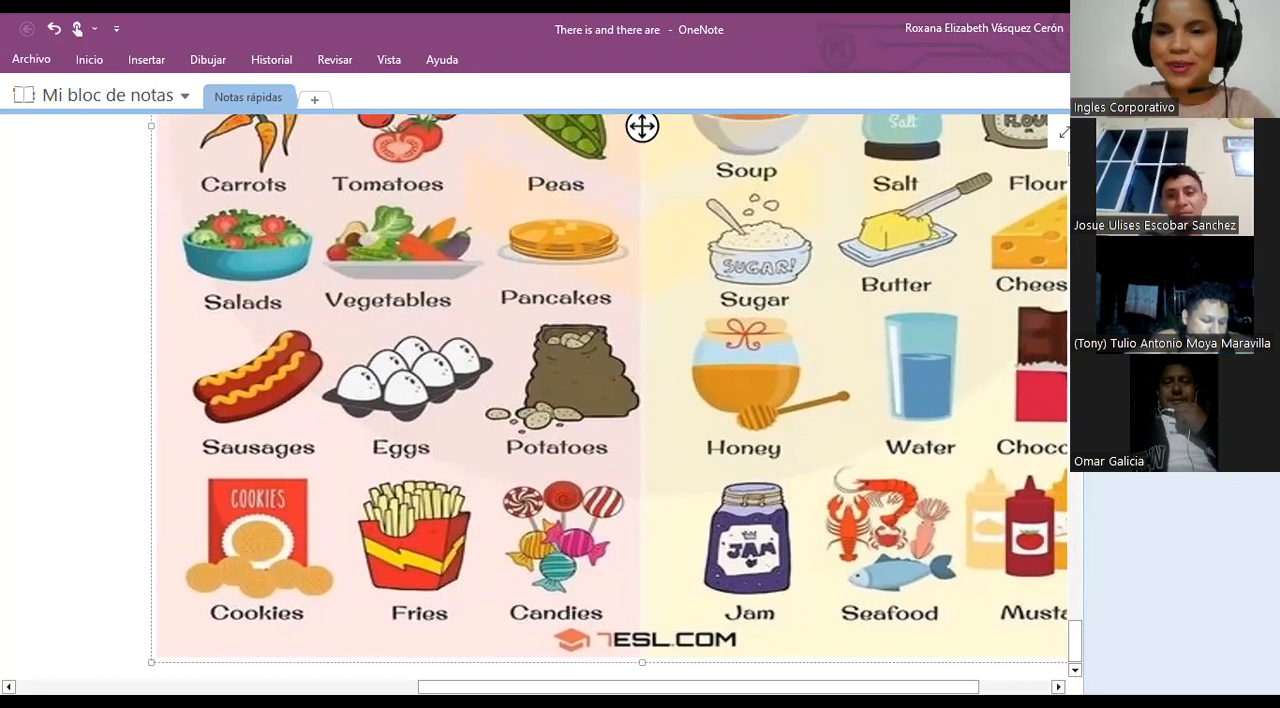 There is and there are - OneNote
Roxana Elizabeth Vásquez Cerón
Archivo Inicio Insertar Dibujar Historial Revisar Vista Ayuda
Mi bloc de notas
Notas rápidas
Salt
FLOUR
Carrots Tomatoes Peas Soup Salt Flour
SUGAR!
Salads Vegetables Pancakes Sugar Butter Chees
Sausages Eggs Potatoes Honey Water Choco
COOKIES
JAM
Cookies Fries Candies Jam Seafood Musta
7ESL.COM
Ingles Corporativo
Josue Ulises Escobar Sanchez
(Tony) Tulio Antonio Moya Maravilla
Omar Galicia